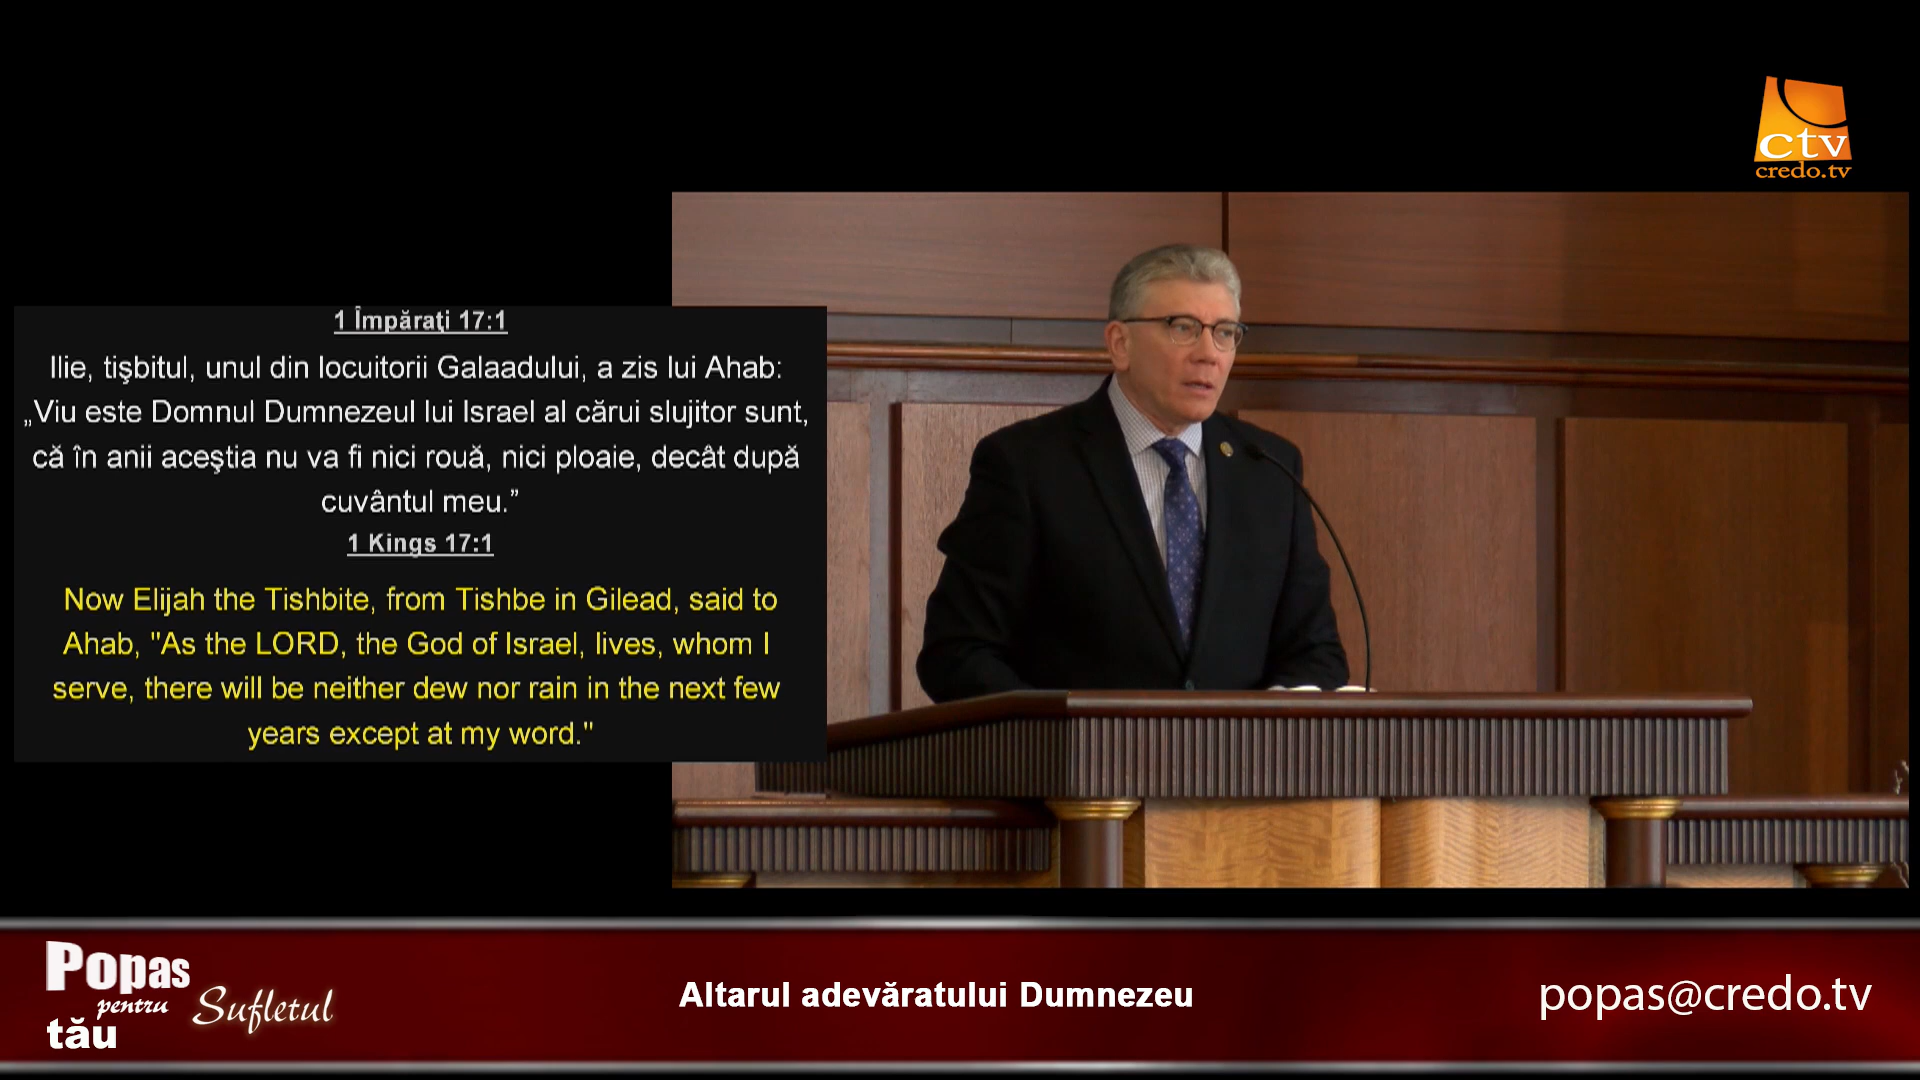 ctv
credo.tv
1 Împăraţi 17:1
Ilie, tişbitul, unul din locuitorii Galaadului, a zis lui Ahab:
„Viu este Domnul Dumnezeul lui Israel al cărui slujitor sunt,
că în anii aceştia nu va fi nici rouă, nici ploaie, decât după
cuvântul meu.”
1 Kings 17:1
Now Elijah the Tishbite, from Tishbe in Gilead, said to
Ahab, "As the LORD, the God of Israel, lives, whom I
serve, there will be neither dew nor rain in the next few
years except at my word."
Popas
pentru Sufletul
tău
Altarul adevăratului Dumnezeu
popas@credo.tv